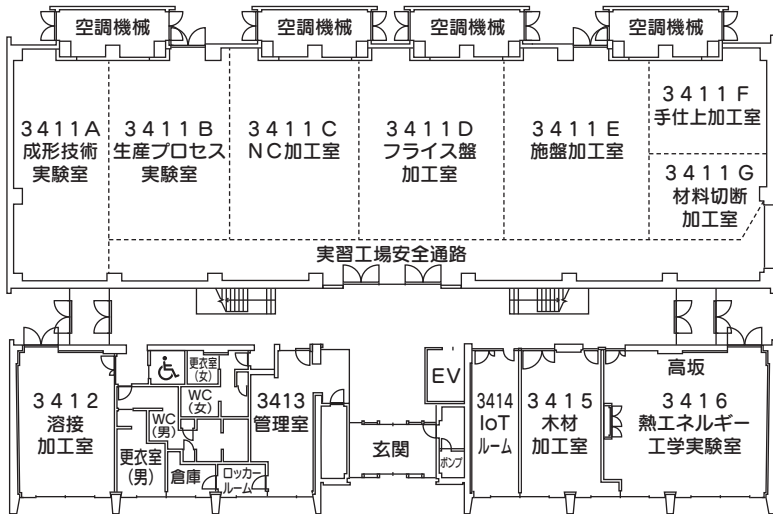 空調機械
空調機械
空調機械
空調機械
3411A
成形技術
実験室
3411B
生産プロセス
実験室
3411C
NC加工室
3411D
フライス盤
加工室
3411E
施盤加工室
3411F
手仕上加工室
3411G
材料切断
加工室
実習工場安全通路
3412
溶接
加工室
更衣室
(女)
WC
(女)
WC
(男)
更衣室
(男)
倉庫
ロッカー
ルーム
3413
管理室
玄関
EV
ポンプ
3414
IoT
ルーム
3415
木材
加工室
高坂
3416
熱エネルギー
工学実験室